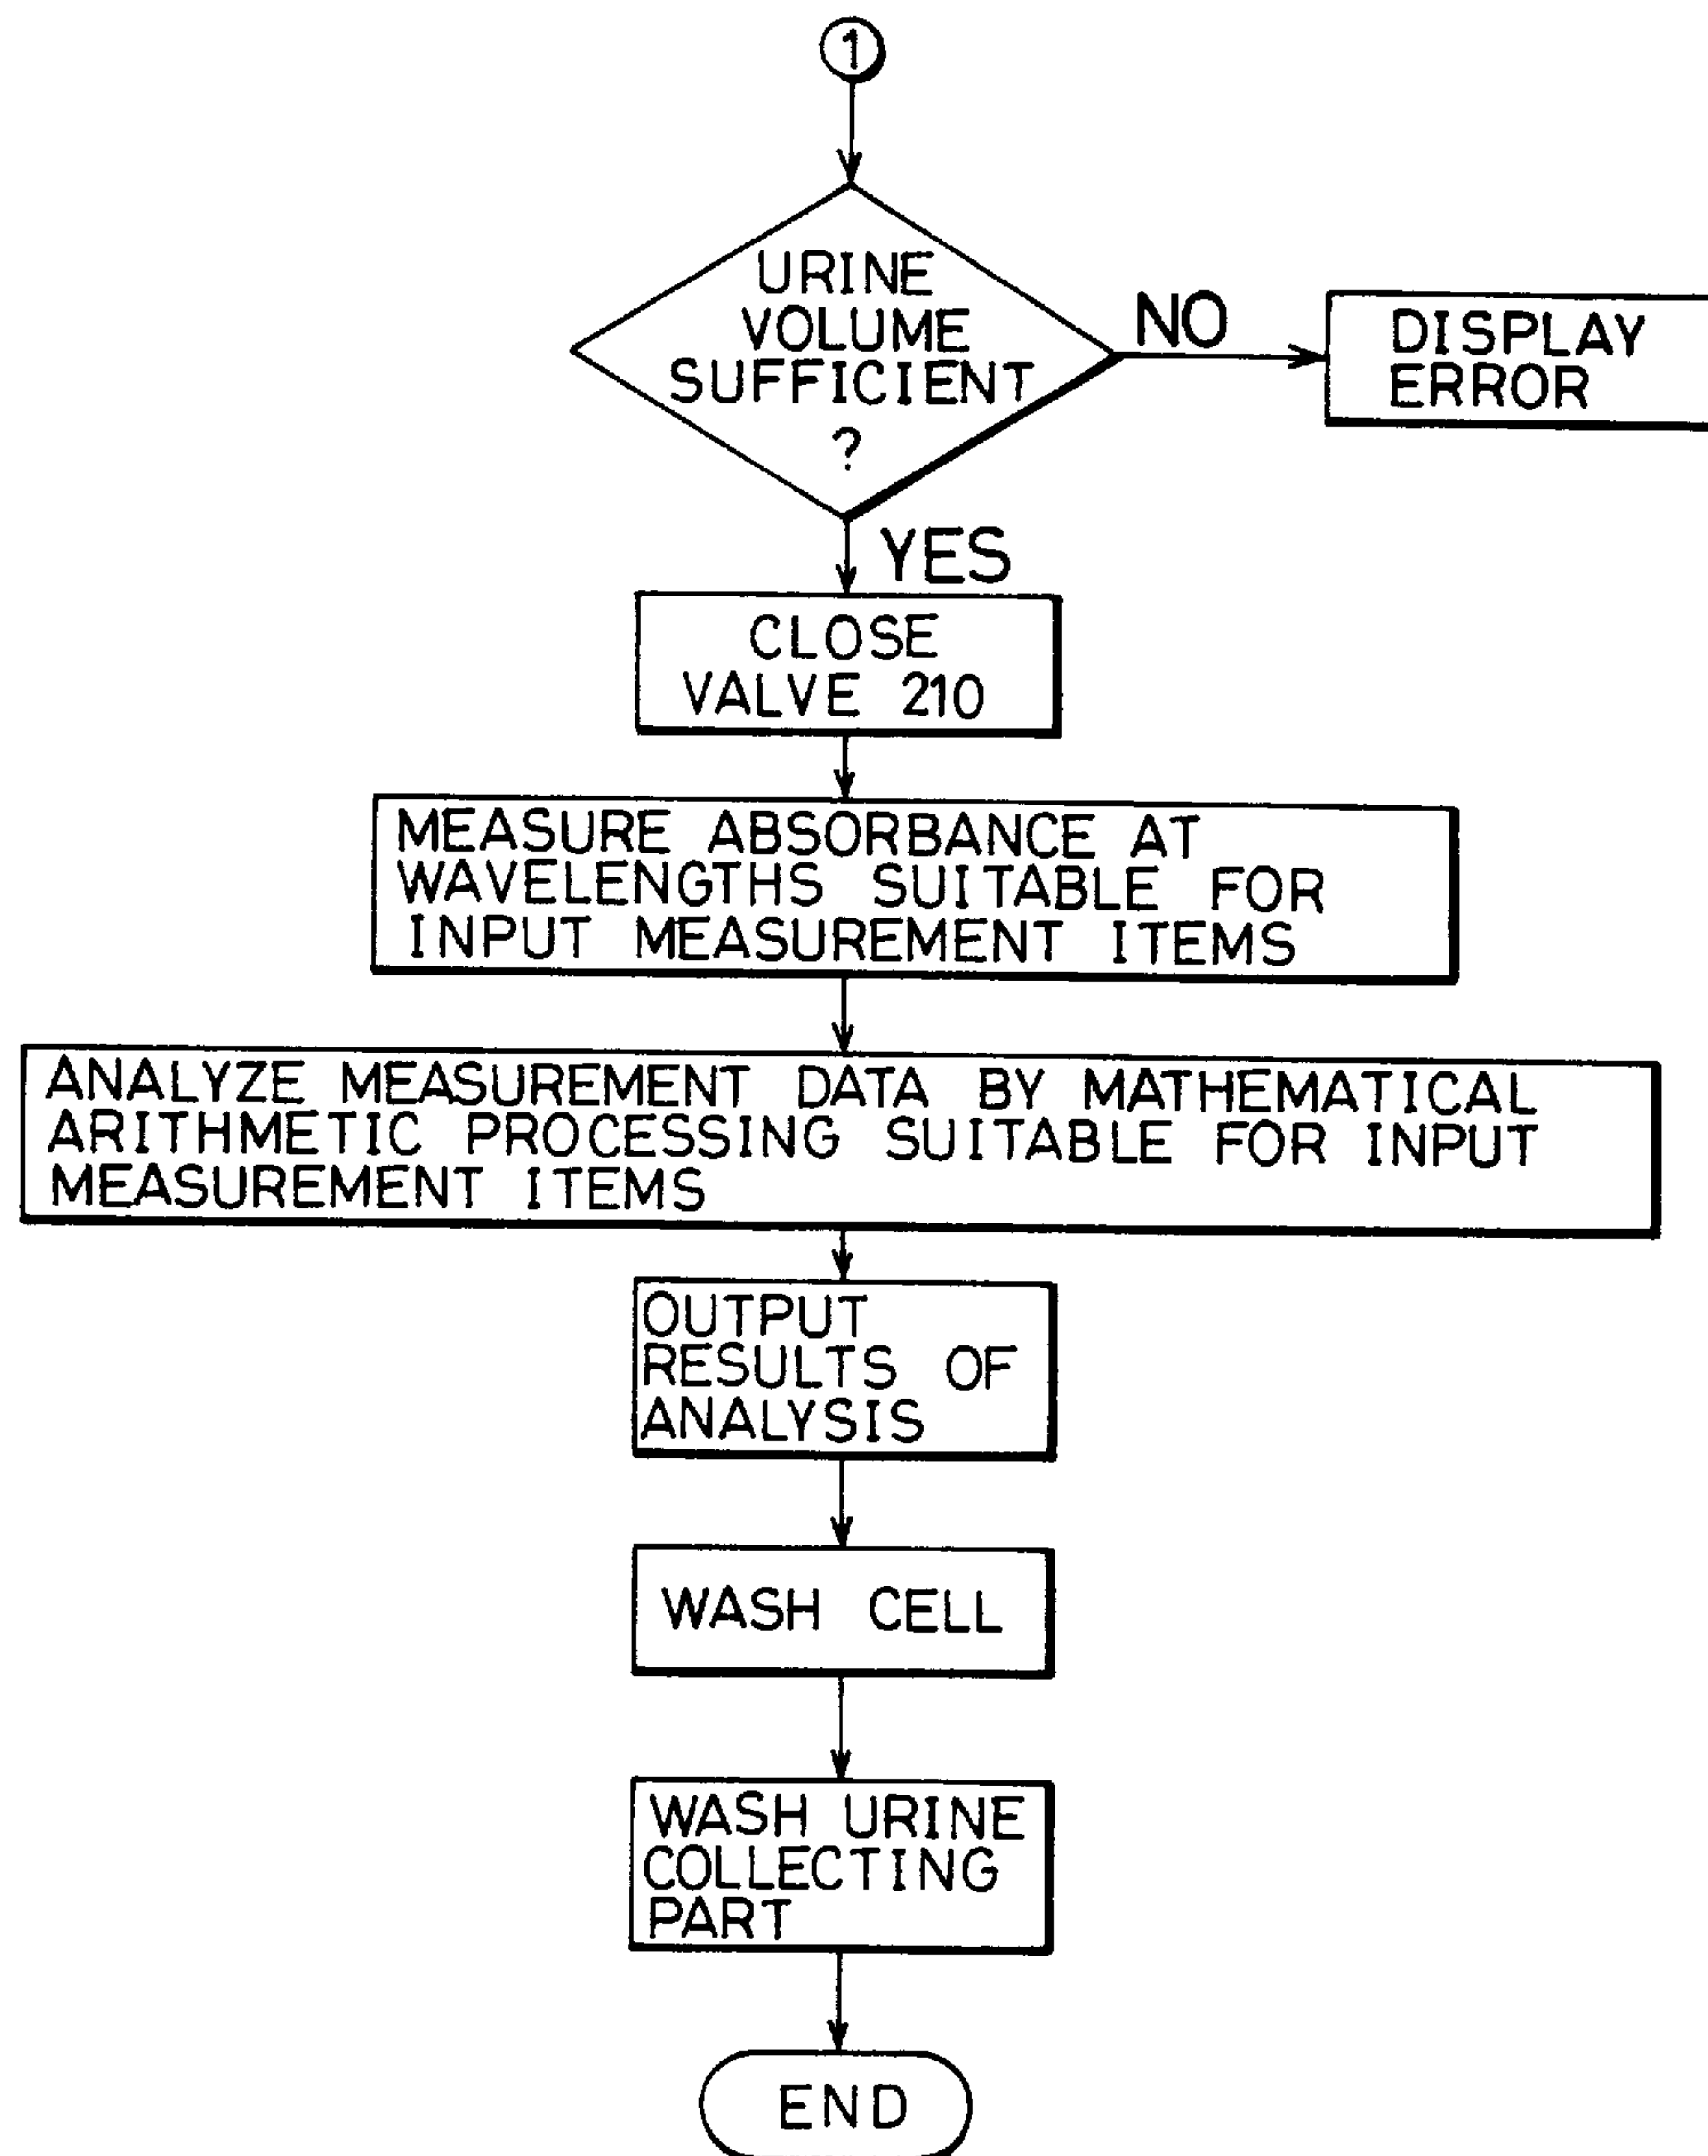 1
URINE
VOLUME
SUFFICIENT
?
NO
DISPLAY
ERROR
YES
CLOSE
VALVE 210
MEASURE ABSORBANCE AT
WAVELENGTHS SUITABLE FOR
INPUT MEASUREMENT ITEMS
ANALYZE MEASUREMENT DATA BY MATHEMATICAL
ARITHMETIC PROCESSING SUITABLE FOR INPUT
MEASUREMENT ITEMS
OUTPUT
RESULTS OF
ANALYSIS
WASH CELL
WASH URINE
COLLECTING
PART
END